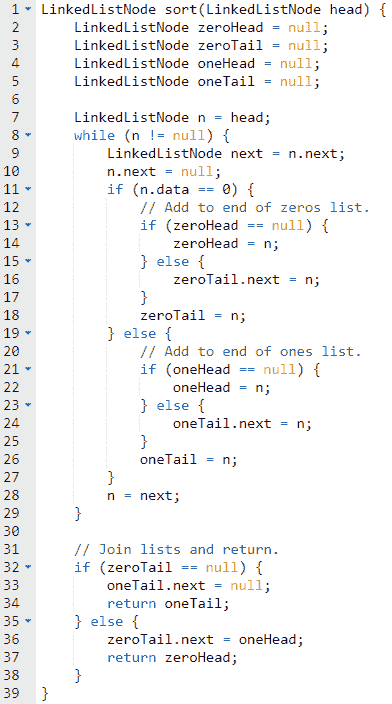 1 LinkedListNode sort(LinkedListNode head) {
2     LinkedListNode zeroHead = null;
3     LinkedListNode zeroTail = null;
4     LinkedListNode oneHead = null;
5     LinkedListNode oneTail = null;
6
7     LinkedListNode n = head;
8     while (n != null) {
9         LinkedListNode next = n.next;
10         n.next = null;
11         if (n.data == 0) {
12             // Add to end of zeros list.
13             if (zeroHead == null) {
14                 zeroHead = n;
15             } else {
16                 zeroTail.next = n;
17             }
18             zeroTail = n;
19         } else {
20             // Add to end of ones list.
21             if (oneHead == null) {
22                 oneHead = n;
23             } else {
24                 oneTail.next = n;
25             }
26             oneTail = n;
27         }
28         n = next;
29     }
30
31     // Join lists and return.
32     if (zeroTail == null) {
33         oneTail.next = null;
34         return oneTail;
35     } else {
36         zeroTail.next = oneHead;
37         return zeroHead;
38     }
39 }